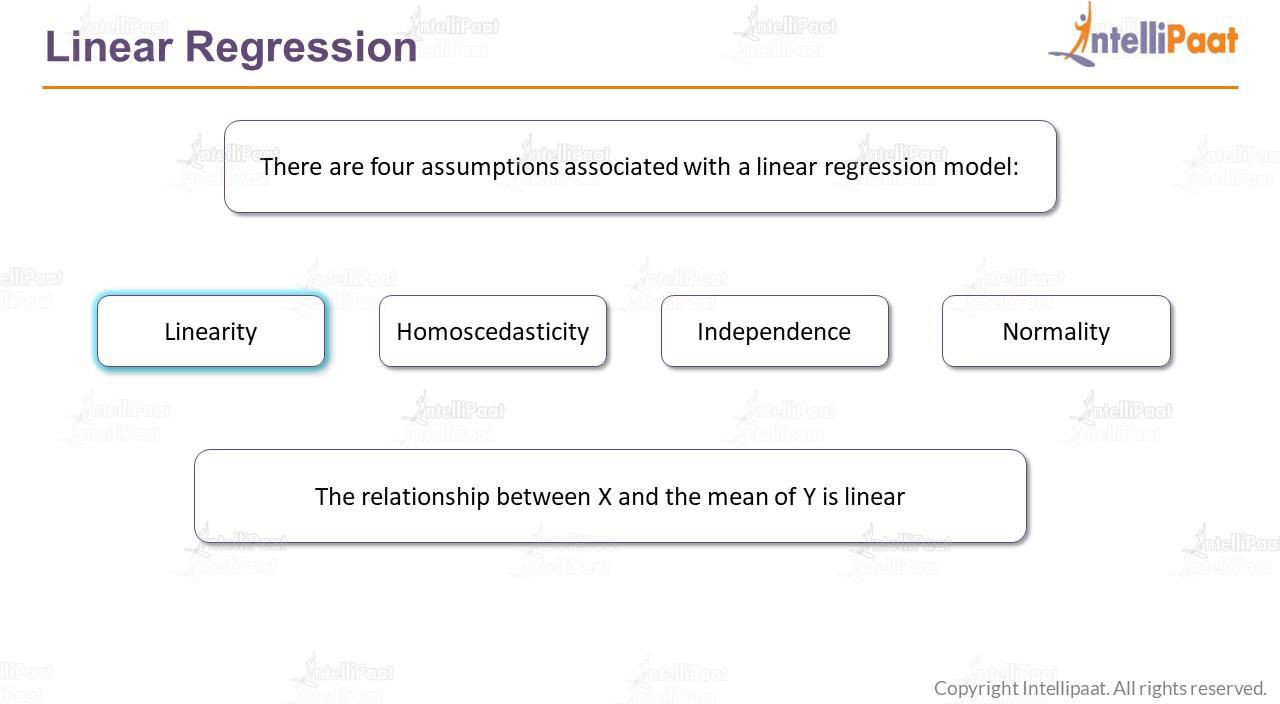 Linear Regression
IntelliPaat
There are four assumptions associated with a linear regression model:
Linearity
Homoscedasticity
Independence
Normality
The relationship between X and the mean of Y is linear
Copyright Intellipaat. All rights reserved.